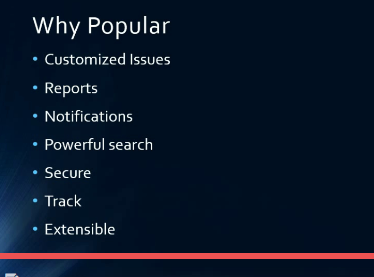 Why Popular
• Customized Issues
• Reports
• Notifications
• Powerful search
• Secure
• Track
• Extensible